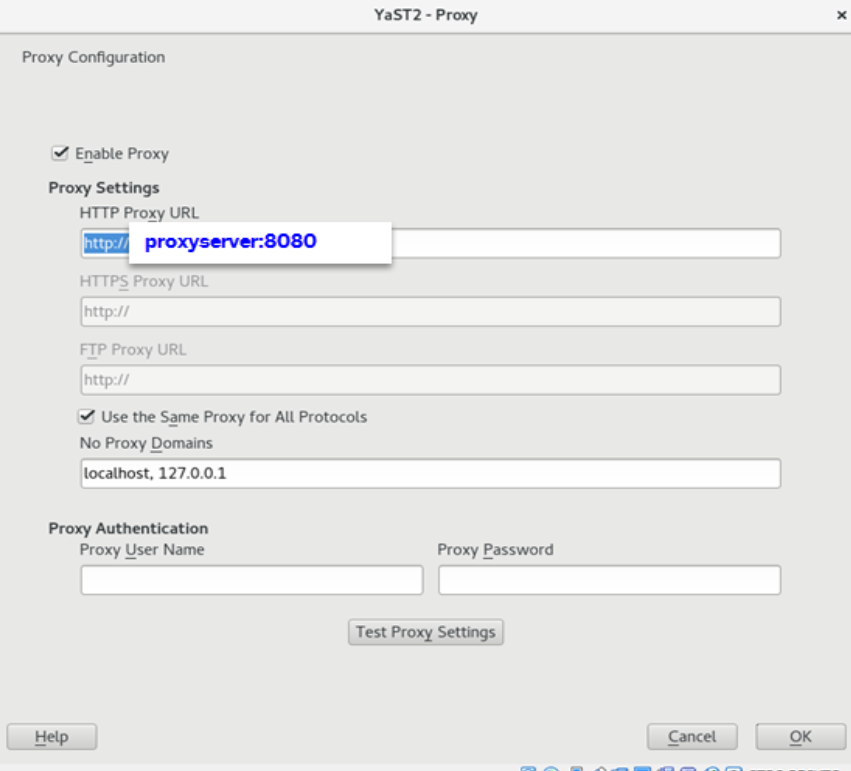 YaST2 - Proxy
Proxy Configuration
Enable Proxy
Proxy Settings
HTTP Proxy URL
http:// proxyserver:8080
HTTPS Proxy URL
http://
FTP Proxy URL
http://
Use the Same Proxy for All Protocols
No Proxy Domains
localhost, 127.0.0.1
Proxy Authentication
Proxy User Name Proxy Password
Test Proxy Settings
Help Cancel OK